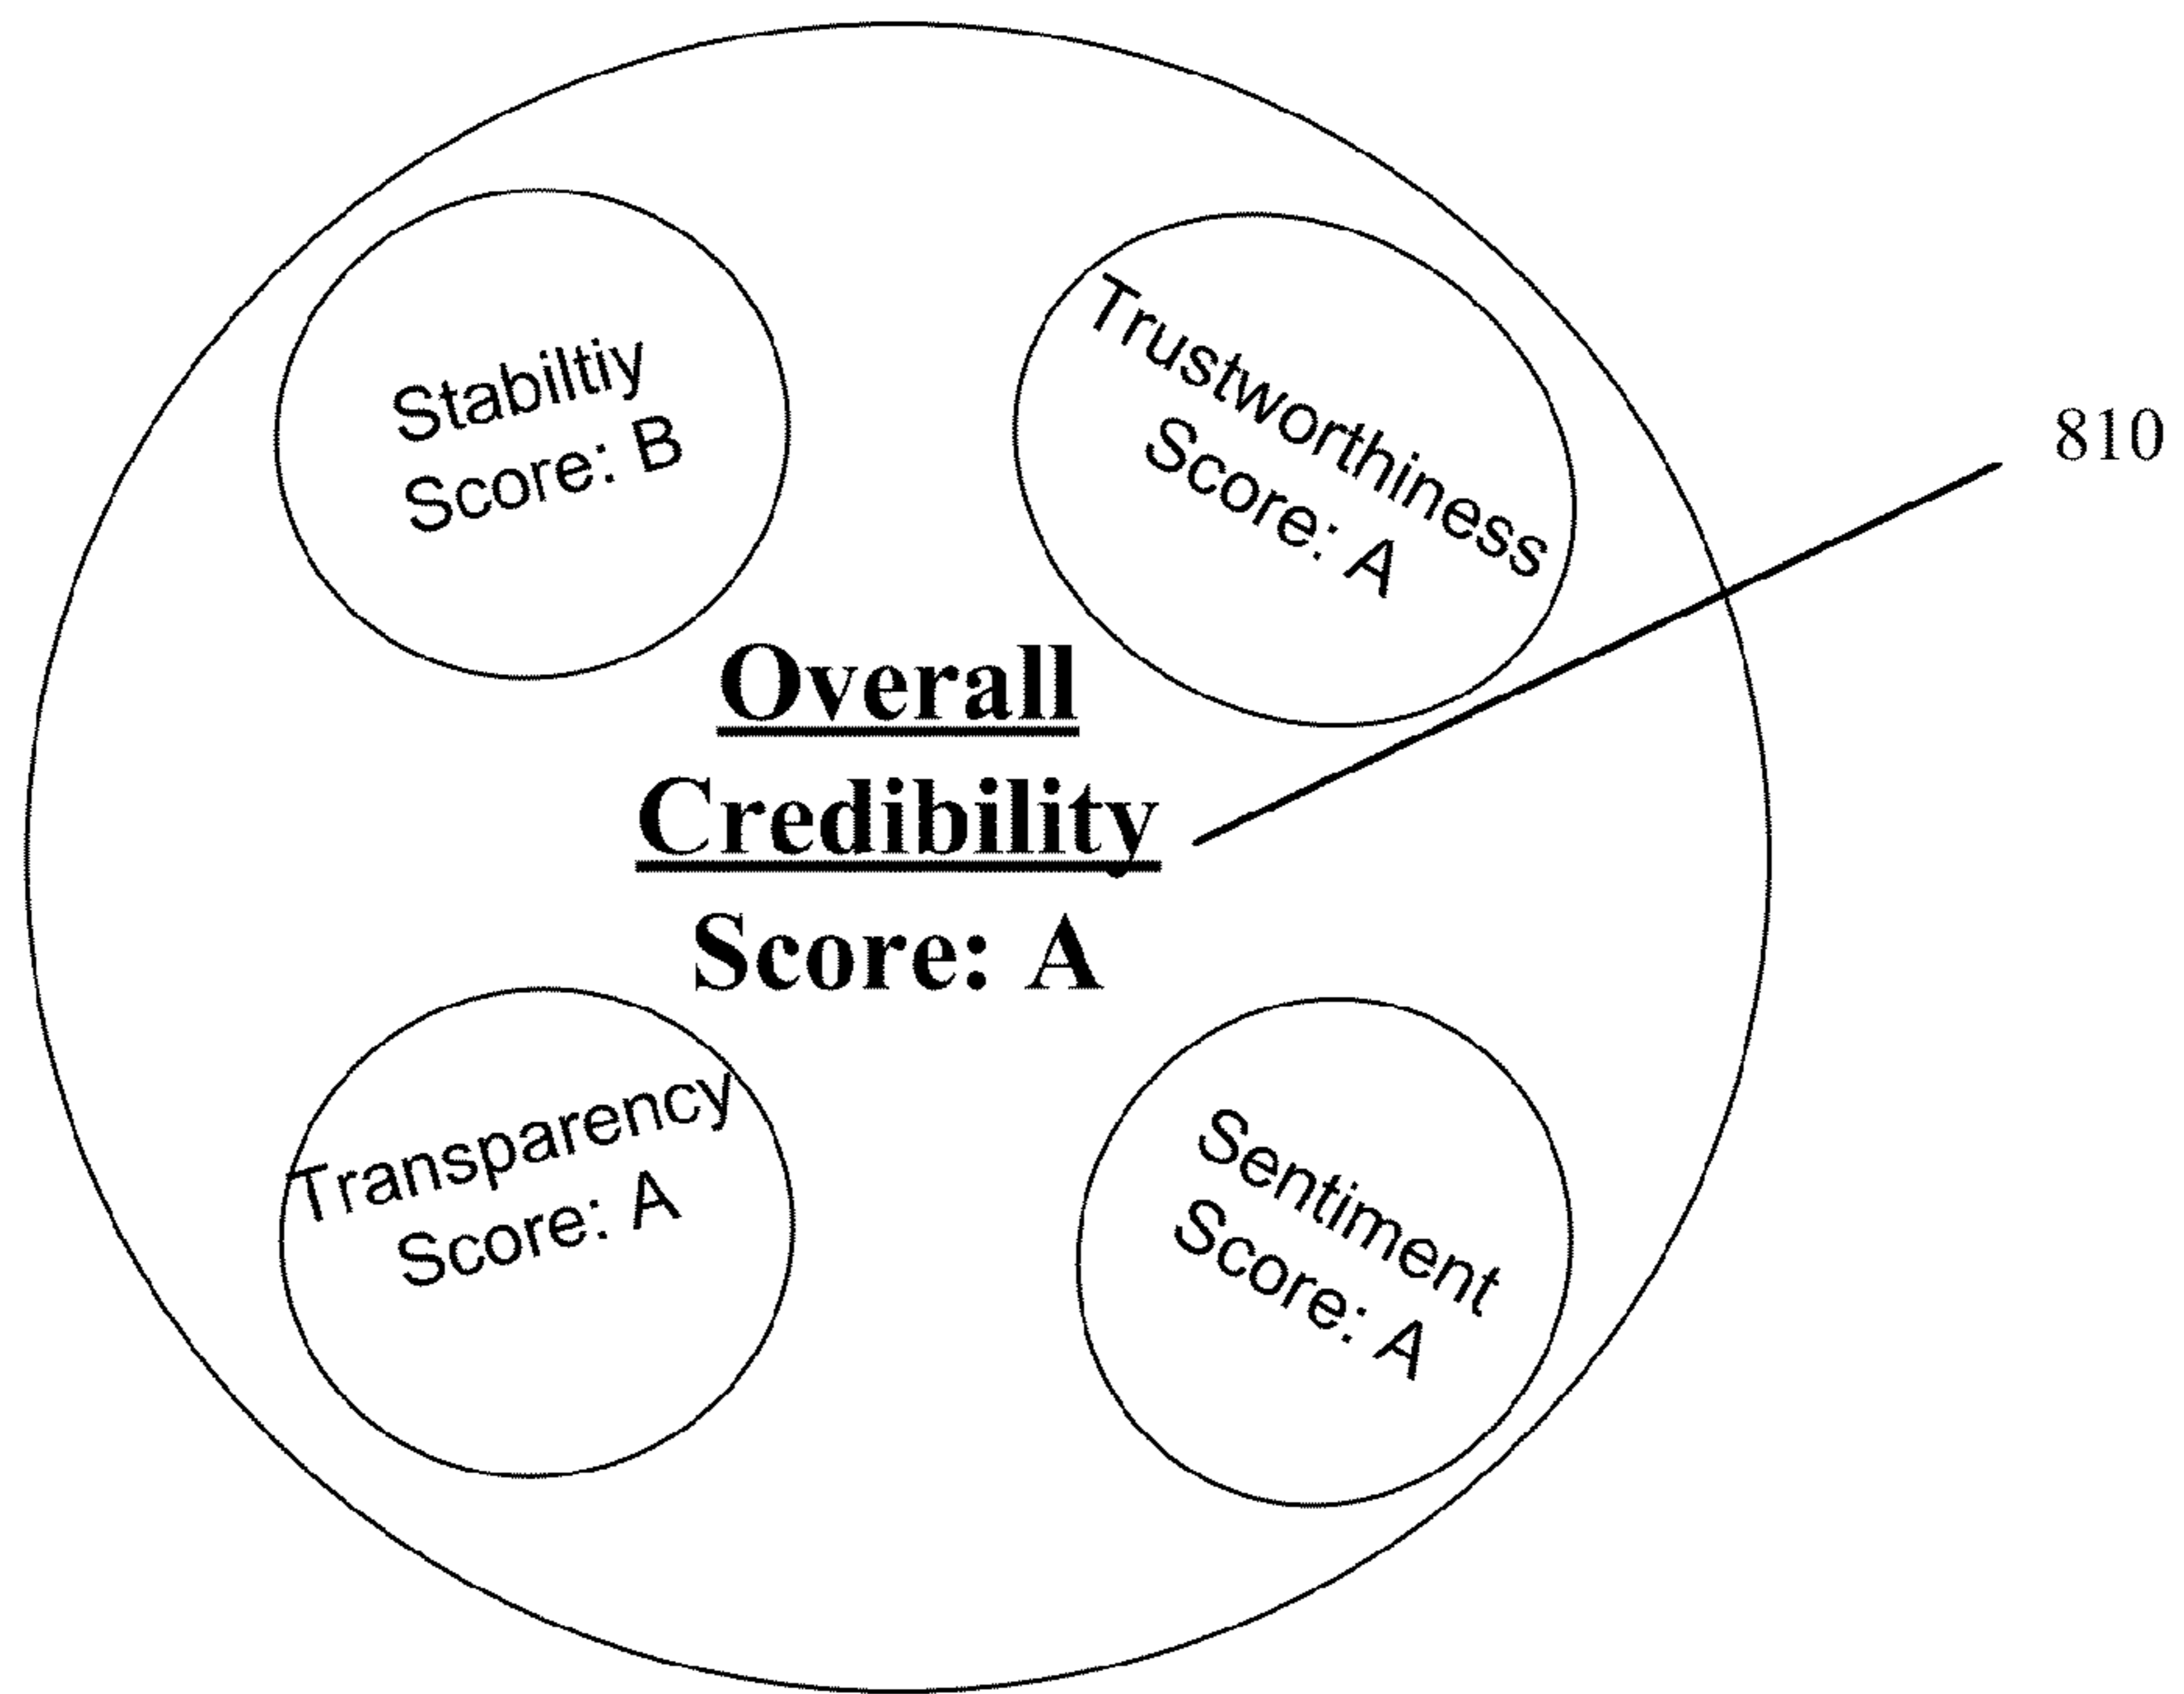 Stabiltiy
Score: B
Trustworthiness
Score: A
810
Overall
Credibility
Score: A
Transparency
Score: A
Sentiment
Score: A